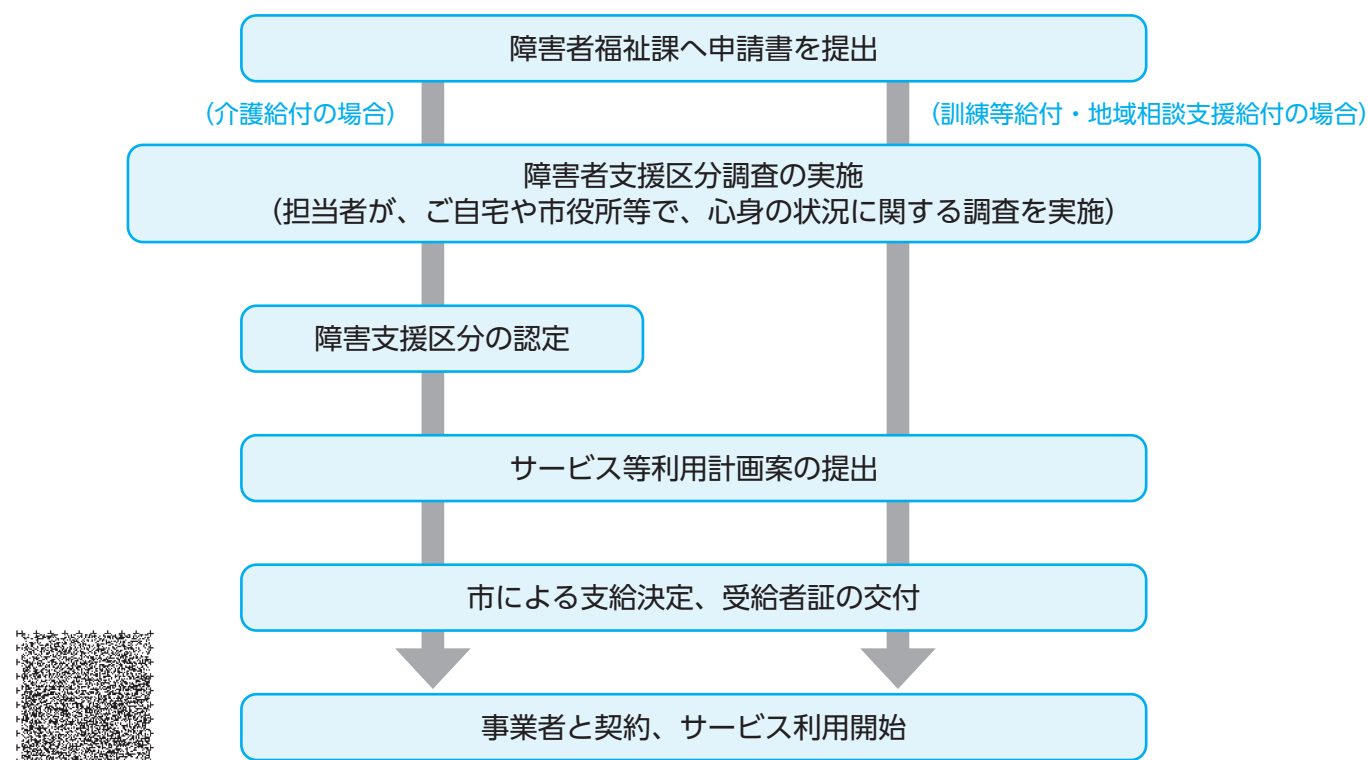 障害者福祉課へ申請書を提出
（介護給付の場合）
（訓練等給付・地域相談支援給付の場合）
障害者支援区分調査の実施
（担当者が、ご自宅や市役所等で、心身の状況に関する調査を実施）
障害支援区分の認定
サービス等利用計画案の提出
市による支給決定、受給者証の交付
事業者と契約、サービス利用開始